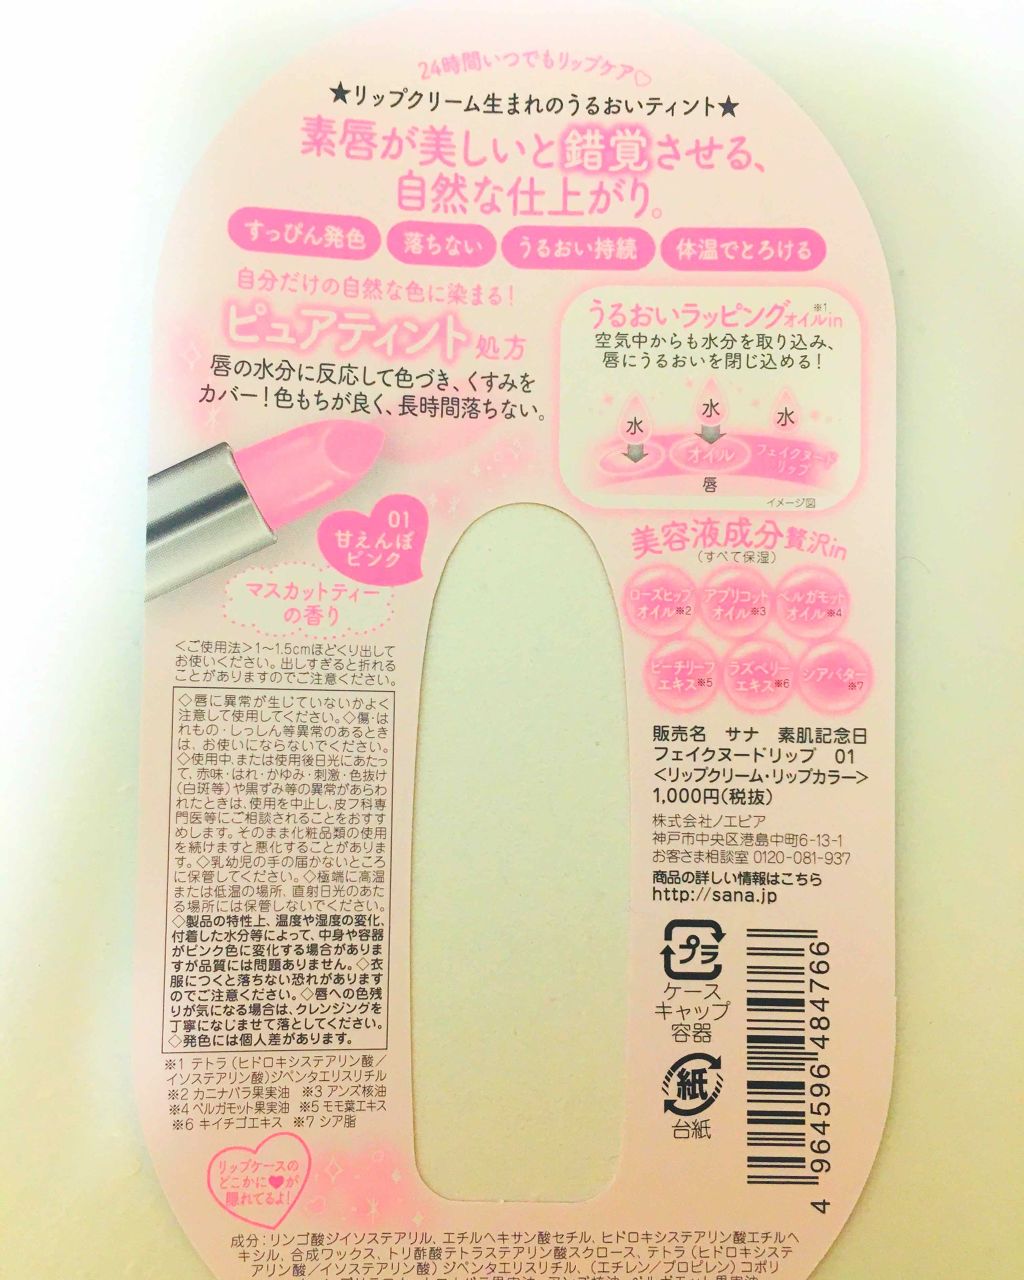 24時間いつでもリップケア♡
★リップクリーム生まれのうるおいティント★
素唇が美しいと錯覚させる、
自然な仕上がり。
すっぴん発色 落ちない うるおい持続 体温でとろける
自分だけの自然な色に染まる!
ピュアティント処方
唇の水分に反応して色づき、くすみを
カバー!色もちが良く、長時間落ちない。
01
甘えんぼ
ピンク
マスカットティー
の香り
うるおいラッピングオイルin ※1
空気中からも水分を取り込み、
唇にうるおいを閉じ込める!
水 水 水
オイル
フェイクヌード
リップ
唇
イメージ図
美容液成分贅沢in
(すべて保湿)
ローズヒップ
オイル※2
アプリコット
オイル※3
ベルガモット
オイル※4
ピーチリーフ
エキス※5
ラズベリー
エキス※6
シアバター
※7
<ご使用法>1〜1.5cmほどくり出して
お使いください。出しすぎると折れる
ことがありますのでご注意ください。
◇唇に異常が生じていないかよく
注意して使用してください。◇傷・は
れもの・しっしん等異常のあるとき
は、お使いにならないでください。
◇使用中、または使用後日光にあたっ
て、赤味・はれ・かゆみ・刺激・色抜け
(白斑等)や黒ずみ等の異常があらわ
れたときは、使用を中止し、皮フ科専
門医等にご相談されることをおすす
めします。そのまま化粧品類の使用
を続けますと悪化することがありま
す。◇乳幼児の手の届かないところ
に保管してください。◇極端に高温
または低温の場所、直射日光のあた
る場所には保管しないでください。
◇製品の特性上、温度や湿度の変化、
付着した水分等によって、中身や容器
がピンク色に変化する場合がありま
すが品質には問題ありません。◇衣
服につくと落ちない恐れがあります
のでご注意ください。◇唇への色残
りが気になる場合は、クレンジングを
丁寧になじませて落としてください。
◇発色には個人差があります。
※1 テトラ(ヒドロキシステアリン酸/
イソステアリン酸)ジペンタエリスリチル
※2 カニナバラ果実油 ※3 アンズ核油
※4 ベルガモット果実油 ※5 モモ葉エキス
※6 キイチゴエキス ※7 シア脂
リップケースの
どこかに♥が
隠れてるよ!
販売名 サナ 素肌記念日
フェイクヌードリップ 01
<リップクリーム・リップカラー>
1,000円(税抜)
株式会社ノエビア
神戸市中央区港島中町6-13-1
お客さま相談室 0120-081-937
商品の詳しい情報はこちら
http://sana.jp
プラ
ケース
キャップ
容器
紙
台紙
4 964596 484766
成分:リンゴ酸ジイソステアリル、エチルヘキサン酸セチル、ヒドロキシステアリン酸エチルヘ
キシル、合成ワックス、トリ酢酸テトラステアリン酸スクロース、テトラ(ヒドロキシステ
アリン酸/イソステアリン酸)ジペンタエリスリチル、(エチレン/プロピレン)コポリ